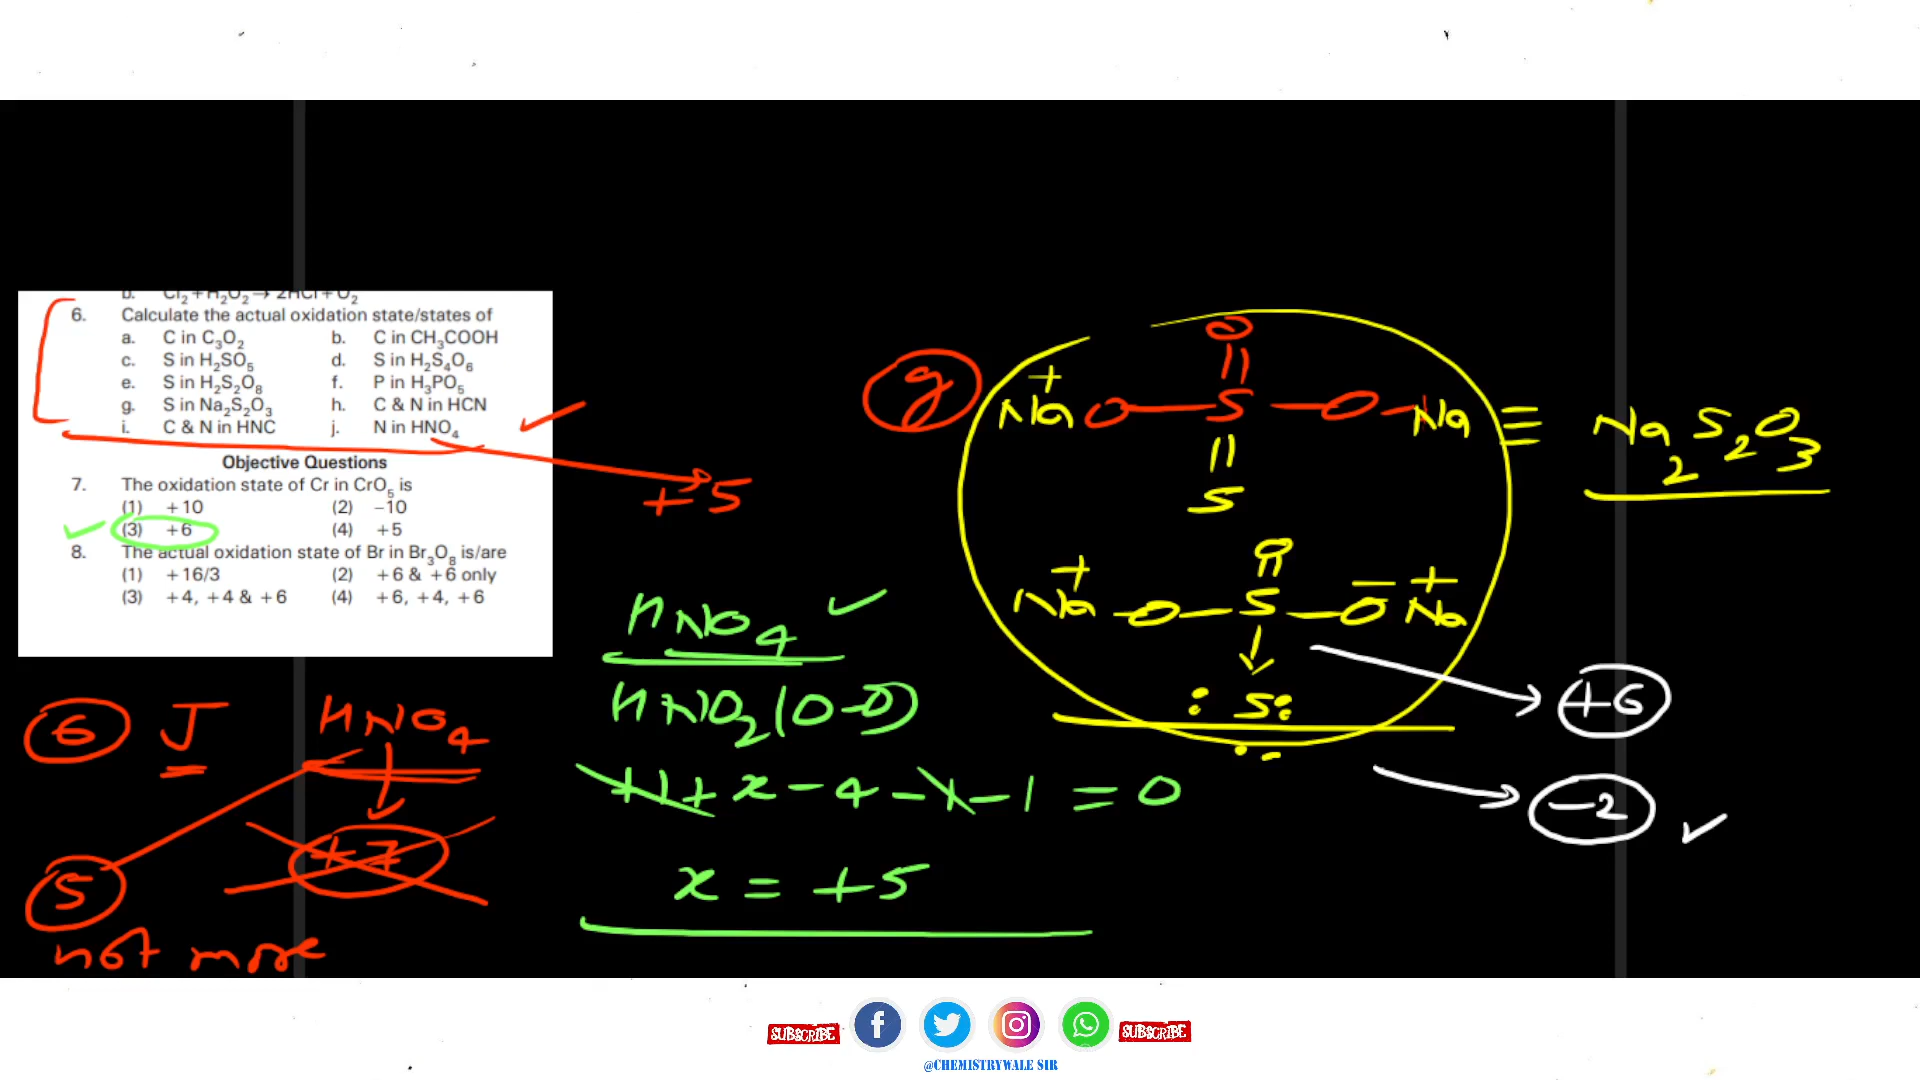 b. Cl₂ + H₂O₂ → 2HCl + O₂
6. Calculate the actual oxidation state/states of
a. C in C₃O₂ b. C in CH₃COOH
c. S in H₂SO₅ d. S in H₂S₄O₆
e. S in H₂S₂O₈ f. P in H₃PO₅
g. S in Na₂S₂O₃ h. C & N in HCN
i. C & N in HNC j. N in HNO₄
Objective Questions
7. The oxidation state of Cr in CrO₅ is
(1) +10 (2) −10
(3) +6 (4) +5
8. The actual oxidation state of Br in Br₃O₈ is/are
(1) +16/3 (2) +6 & +6 only
(3) +4, +4 & +6 (4) +6, +4, +6
+5
6 J HNO₄
+7
5
not more
HNO₄
HNO₂(O-O)
+1+x-4-1-1=0
x = +5
g
O
||
+
Na O—S—O-Na ≡ Na₂S₂O₃
||
S
O
||
+ − +
Na -O-S-O Na
↓
:S:
+6
-2
SUBSCRIBE
SUBSCRIBE
@CHEMISTRYWALE SIR